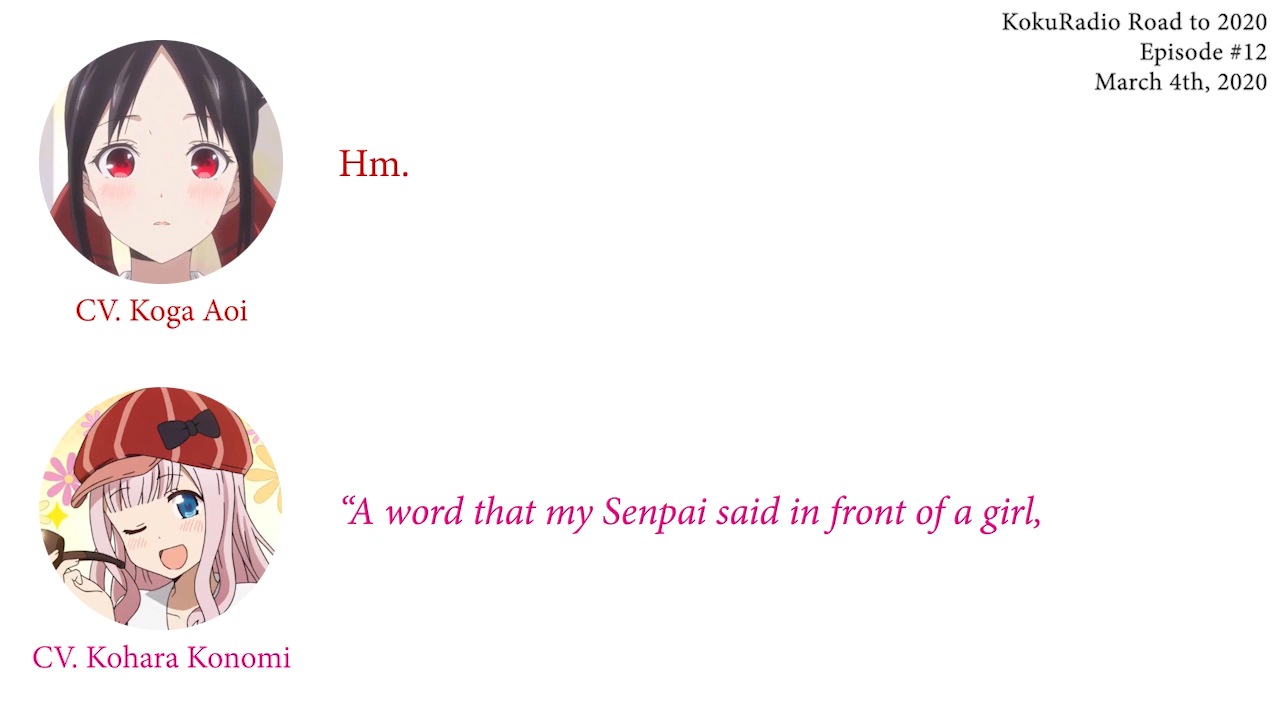 KokuRadio Road to 2020
Episode #12
March 4th, 2020
Hm.
CV. Koga Aoi
“A word that my Senpai said in front of a girl,
CV. Kohara Konomi